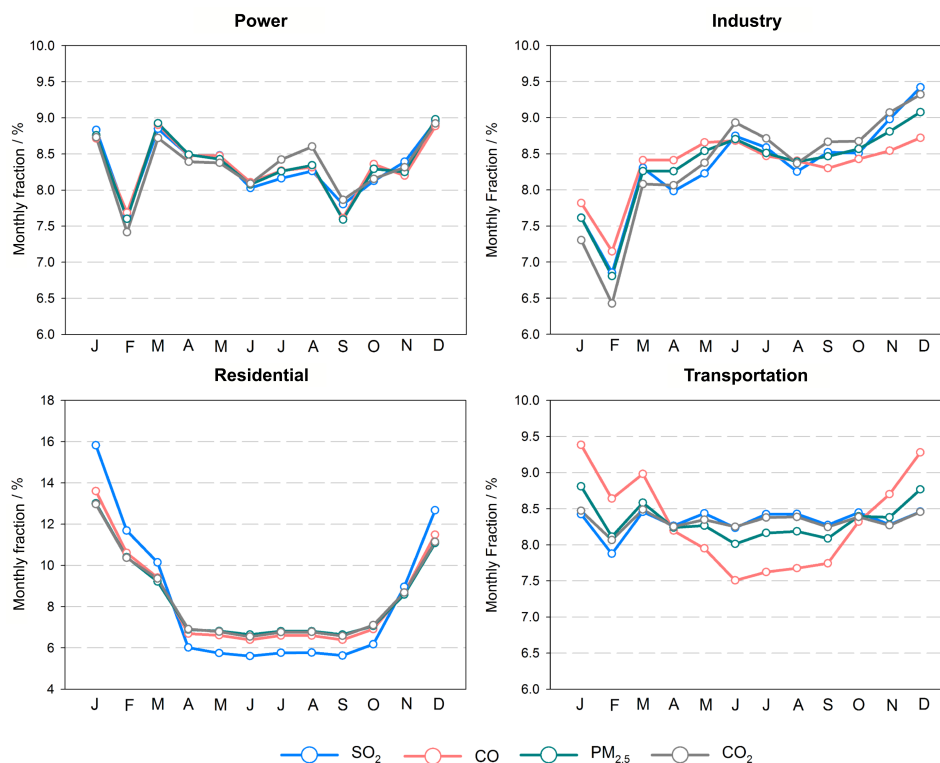 Power
Monthly fraction / %
10.0
9.5
9.0
8.5
8.0
7.5
7.0
6.5
6.0
J F M A M J J A S O N D
Industry
Monthly Fraction / %
10.0
9.5
9.0
8.5
8.0
7.5
7.0
6.5
6.0
J F M A M J J A S O N D
Residential
Monthly fraction / %
18
16
14
12
10
8
6
4
J F M A M J J A S O N D
Transportation
Monthly Fraction / %
10.0
9.5
9.0
8.5
8.0
7.5
7.0
6.5
6.0
J F M A M J J A S O N D
SO₂ CO PM₂.₅ CO₂